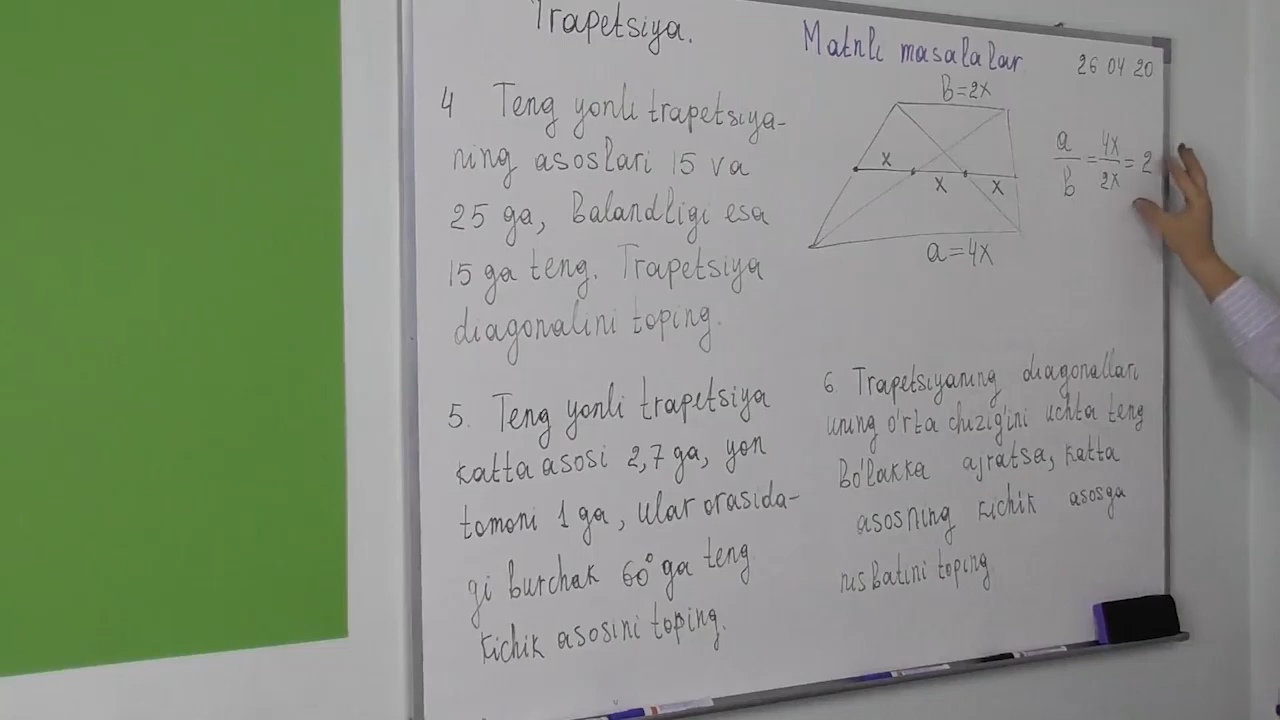 Trapetsiya.
Matnli masalalar
26 04 20
4 Teng yonli trapetsiya-
ning asoslari 15 va
25 ga, balandligi esa
15 ga teng. Trapetsiya
diagonalini toping.
5. Teng yonli trapetsiya
katta asosi 2,7 ga, yon
tomoni 1 ga, ular orasida-
gi burchak 60° ga teng
kichik asosini toping.
b=2x
x
x
x
a=4x
a/b = 4x/2x = 2
6 Trapetsiyaning diagonallari
uning o'rta chizig'ini uchta teng
bo'lakka ajratsa, katta
asosning kichik asosga
nisbatini toping